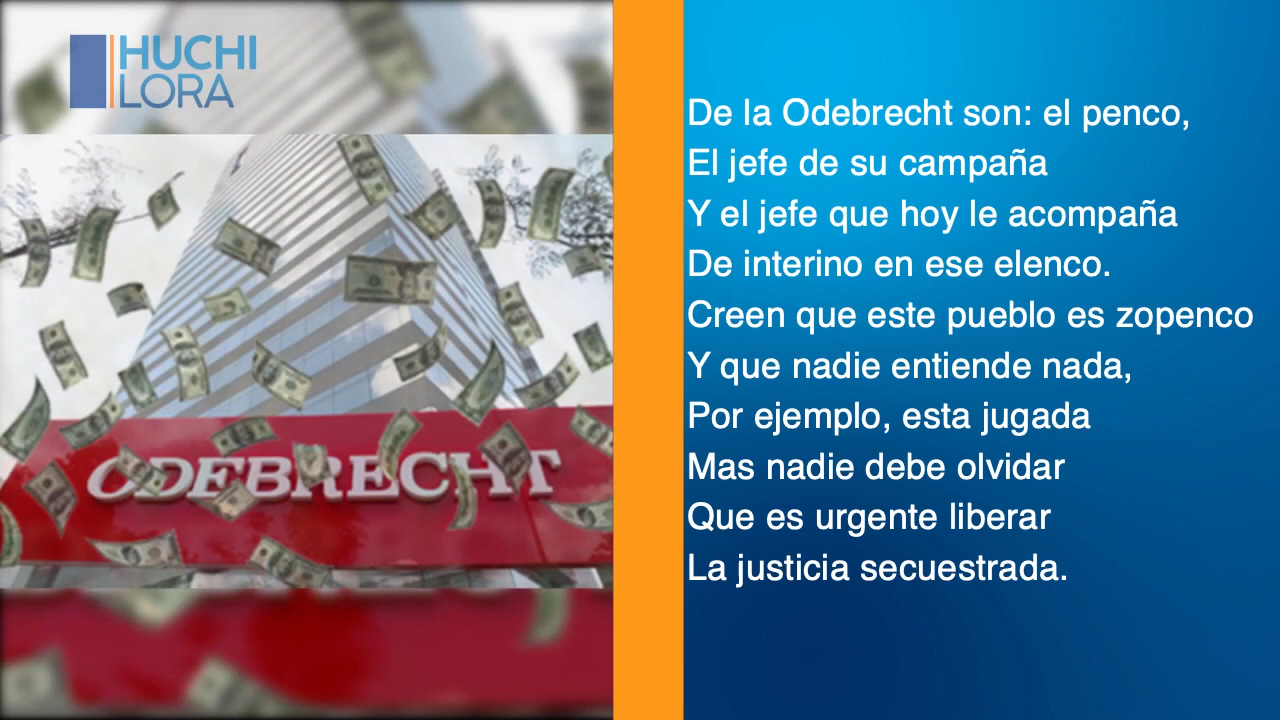 HUCHI
LORA
ODEBRECHT
De la Odebrecht son: el penco,
El jefe de su campaña
Y el jefe que hoy le acompaña
De interino en ese elenco.
Creen que este pueblo es zopenco
Y que nadie entiende nada,
Por ejemplo, esta jugada
Mas nadie debe olvidar
Que es urgente liberar
La justicia secuestrada.